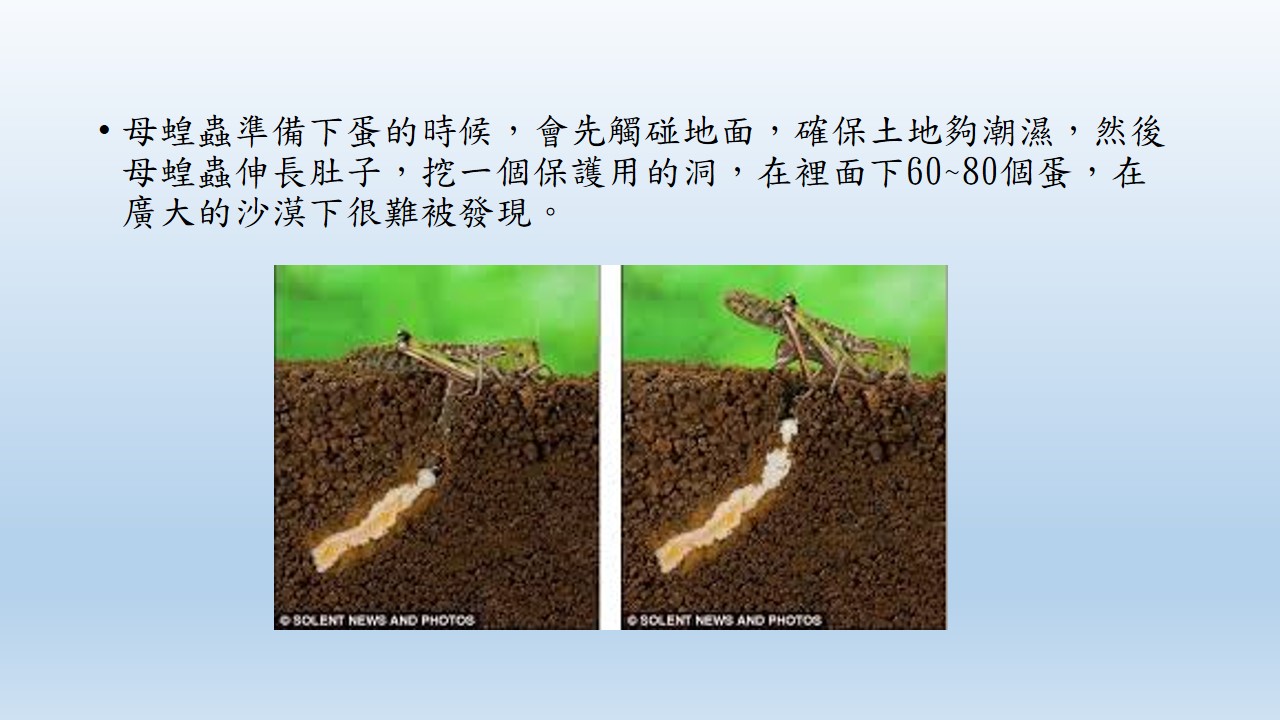 • 母蝗蟲準備下蛋的時候，會先觸碰地面，確保土地夠潮濕，然後
母蝗蟲伸長肚子，挖一個保護用的洞，在裡面下60~80個蛋，在
廣大的沙漠下很難被發現。
© SOLENT NEWS AND PHOTOS
© SOLENT NEWS AND PHOTOS